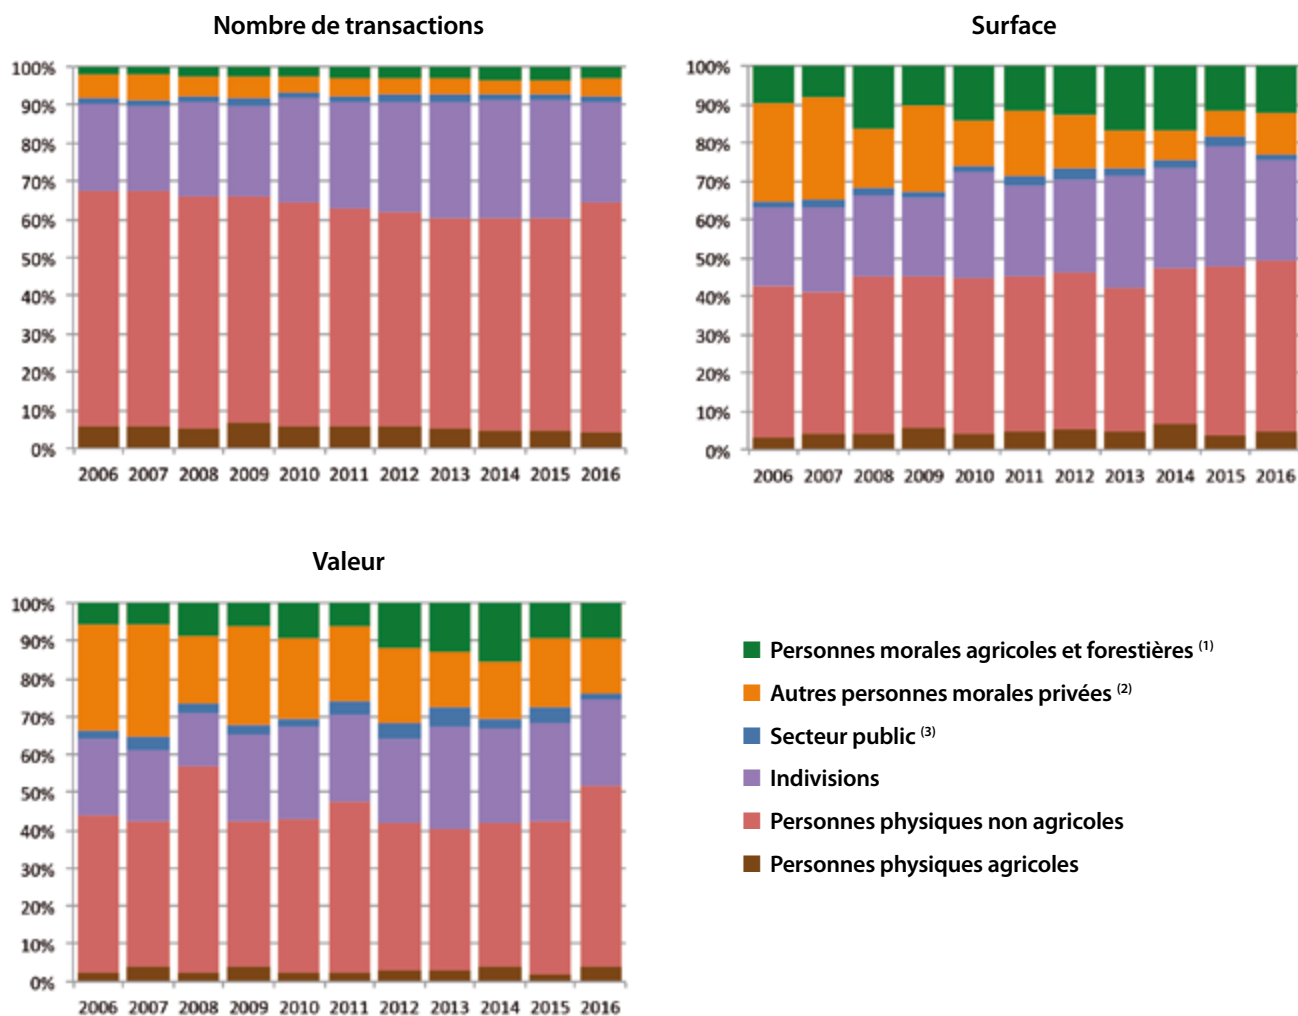 Nombre de transactions
100%
90%
80%
70%
60%
50%
40%
30%
20%
10%
0%
2006 2007 2008 2009 2010 2011 2012 2013 2014 2015 2016
Surface
100%
90%
80%
70%
60%
50%
40%
30%
20%
10%
0%
2006 2007 2008 2009 2010 2011 2012 2013 2014 2015 2016
Valeur
100%
90%
80%
70%
60%
50%
40%
30%
20%
10%
0%
2006 2007 2008 2009 2010 2011 2012 2013 2014 2015 2016
Personnes morales agricoles et forestières (1)
Autres personnes morales privées (2)
Secteur public (3)
Indivisions
Personnes physiques non agricoles
Personnes physiques agricoles